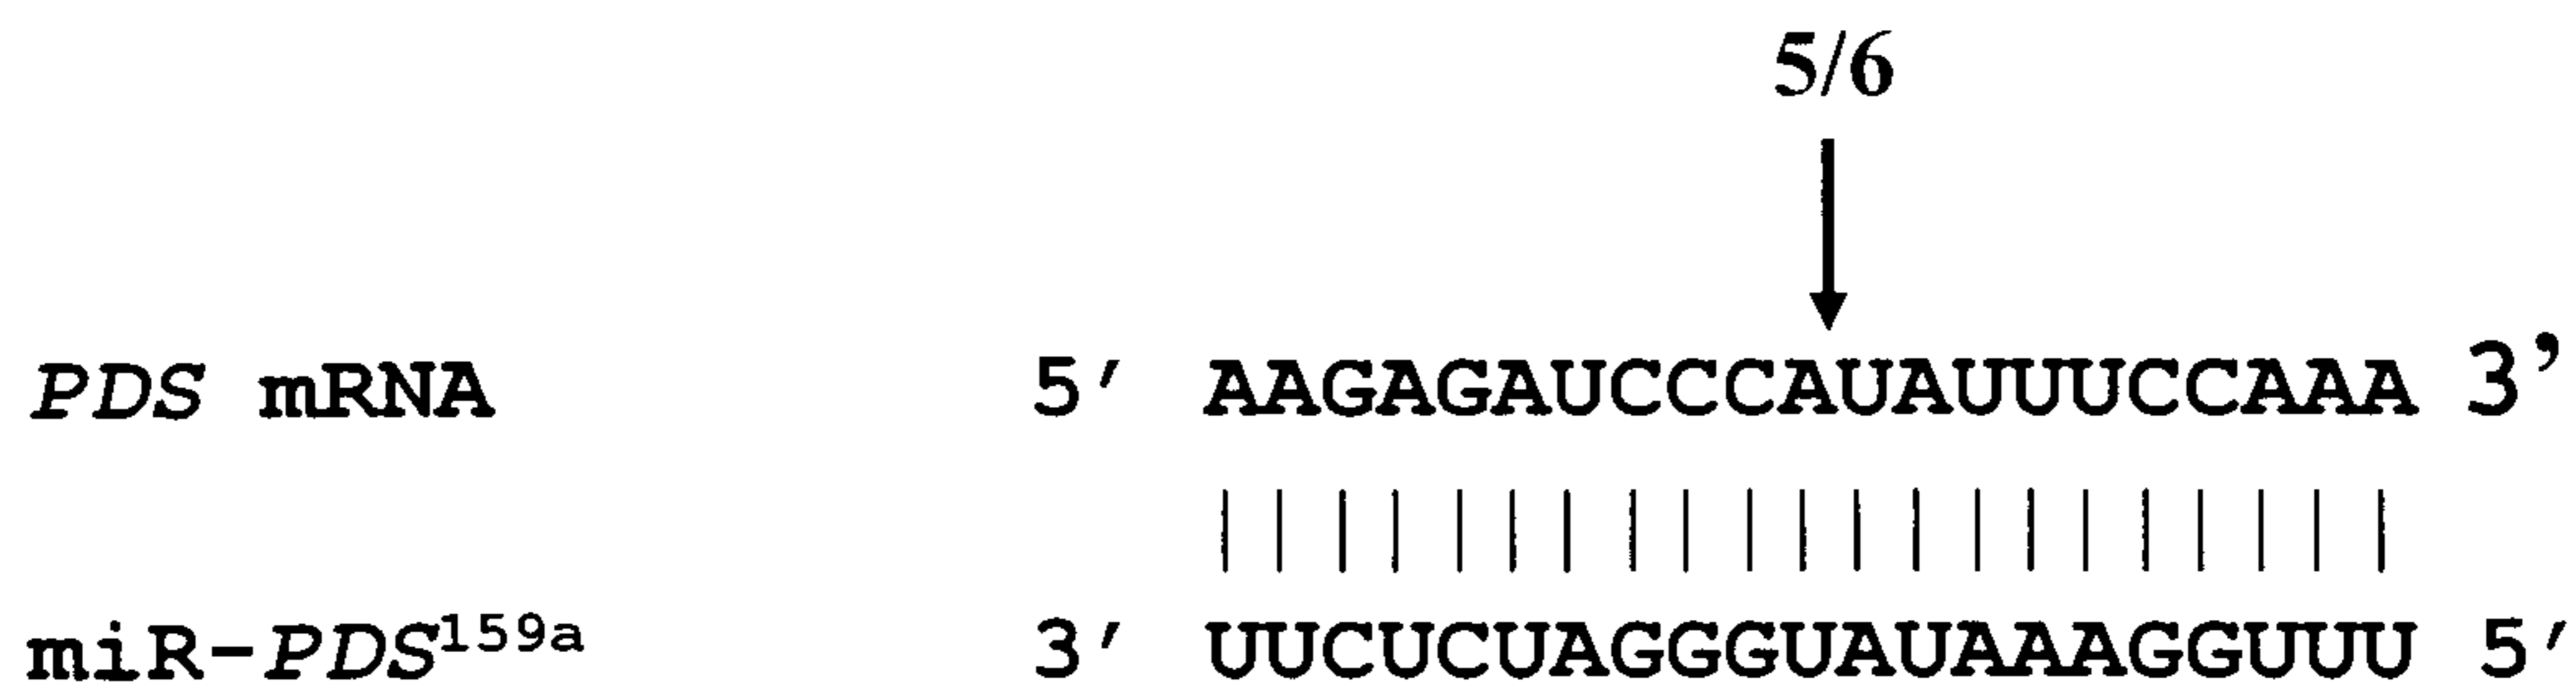 5/6
PDS mRNA 5′ AAGAGAUCCCAUAUUUCCAAA 3’
miR-PDS159a 3′ UUCUCUAGGGUAUAAAGGUUU 5′